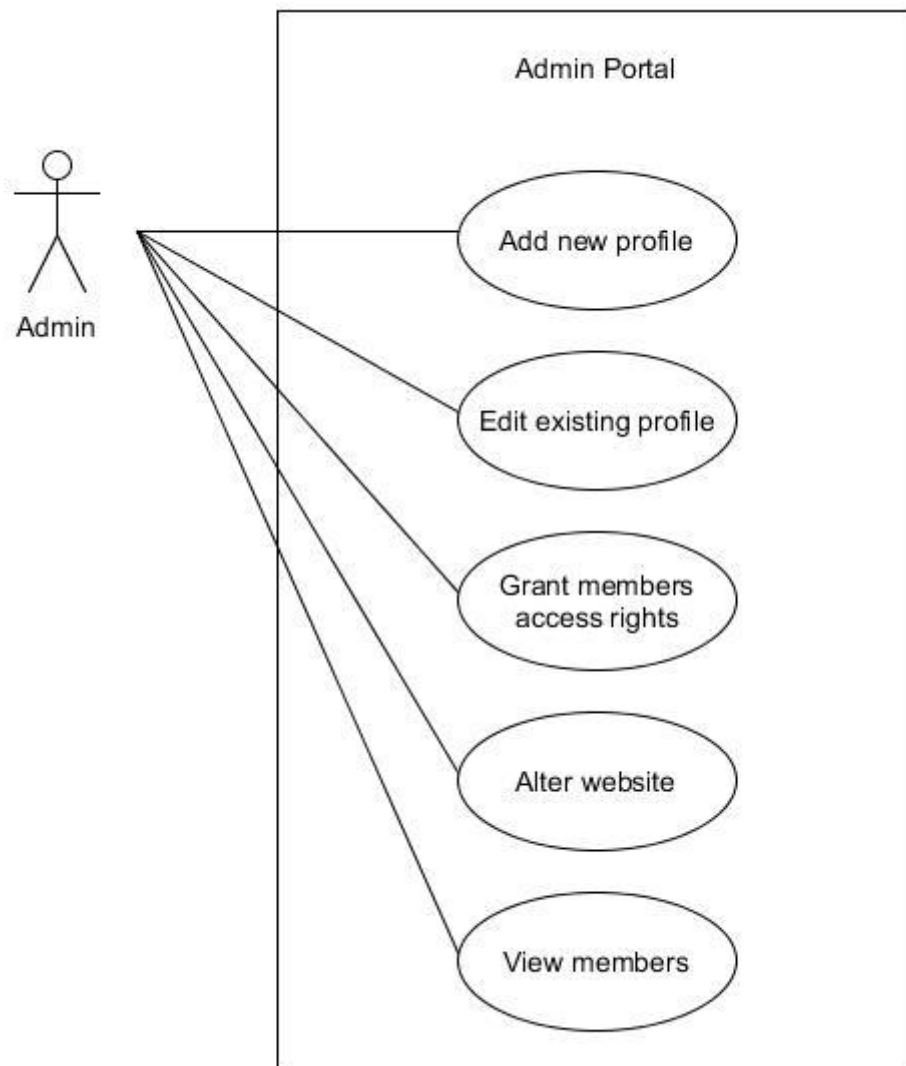 Admin Portal
Admin
Add new profile
Edit existing profile
Grant members
access rights
Alter website
View members